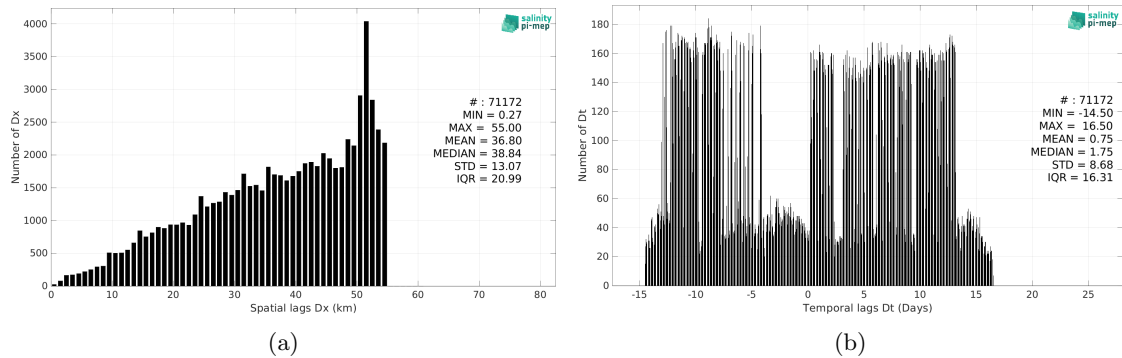 4000
3500
3000
2500
2000
1500
1000
500
0
Number of Dx
salinity
pi-mep
# : 71172
MIN = 0.27
MAX = 55.00
MEAN = 36.80
MEDIAN = 38.84
STD = 13.07
IQR = 20.99
0 10 20 30 40 50 60 70 80
Spatial lags Dx (km)
(a)
180
160
140
120
100
80
60
40
20
0
Number of Dt
salinity
pi-mep
# : 71172
MIN = -14.50
MAX = 16.50
MEAN = 0.75
MEDIAN = 1.75
STD = 8.68
IQR = 16.31
-15 -10 -5 0 5 10 15 20 25
Temporal lags Dt (Days)
(b)